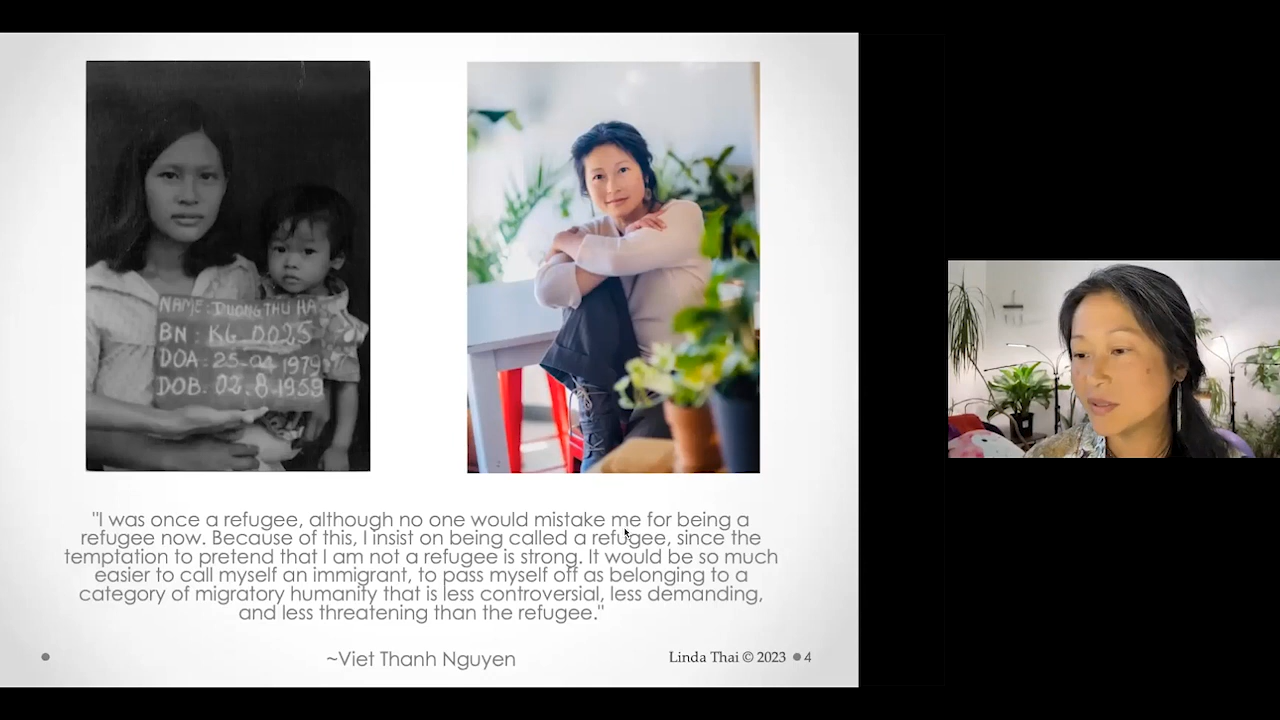 NAME : DUONG THU HA
BN : KG 0025
DOA : 25-04 1979
DOB. 02.8.1959
"I was once a refugee, although no one would mistake me for being a
refugee now. Because of this, I insist on being called a refugee, since the
temptation to pretend that I am not a refugee is strong. It would be so much
easier to call myself an immigrant, to pass myself off as belonging to a
category of migratory humanity that is less controversial, less demanding,
and less threatening than the refugee."
~Viet Thanh Nguyen
Linda Thai © 2023
4